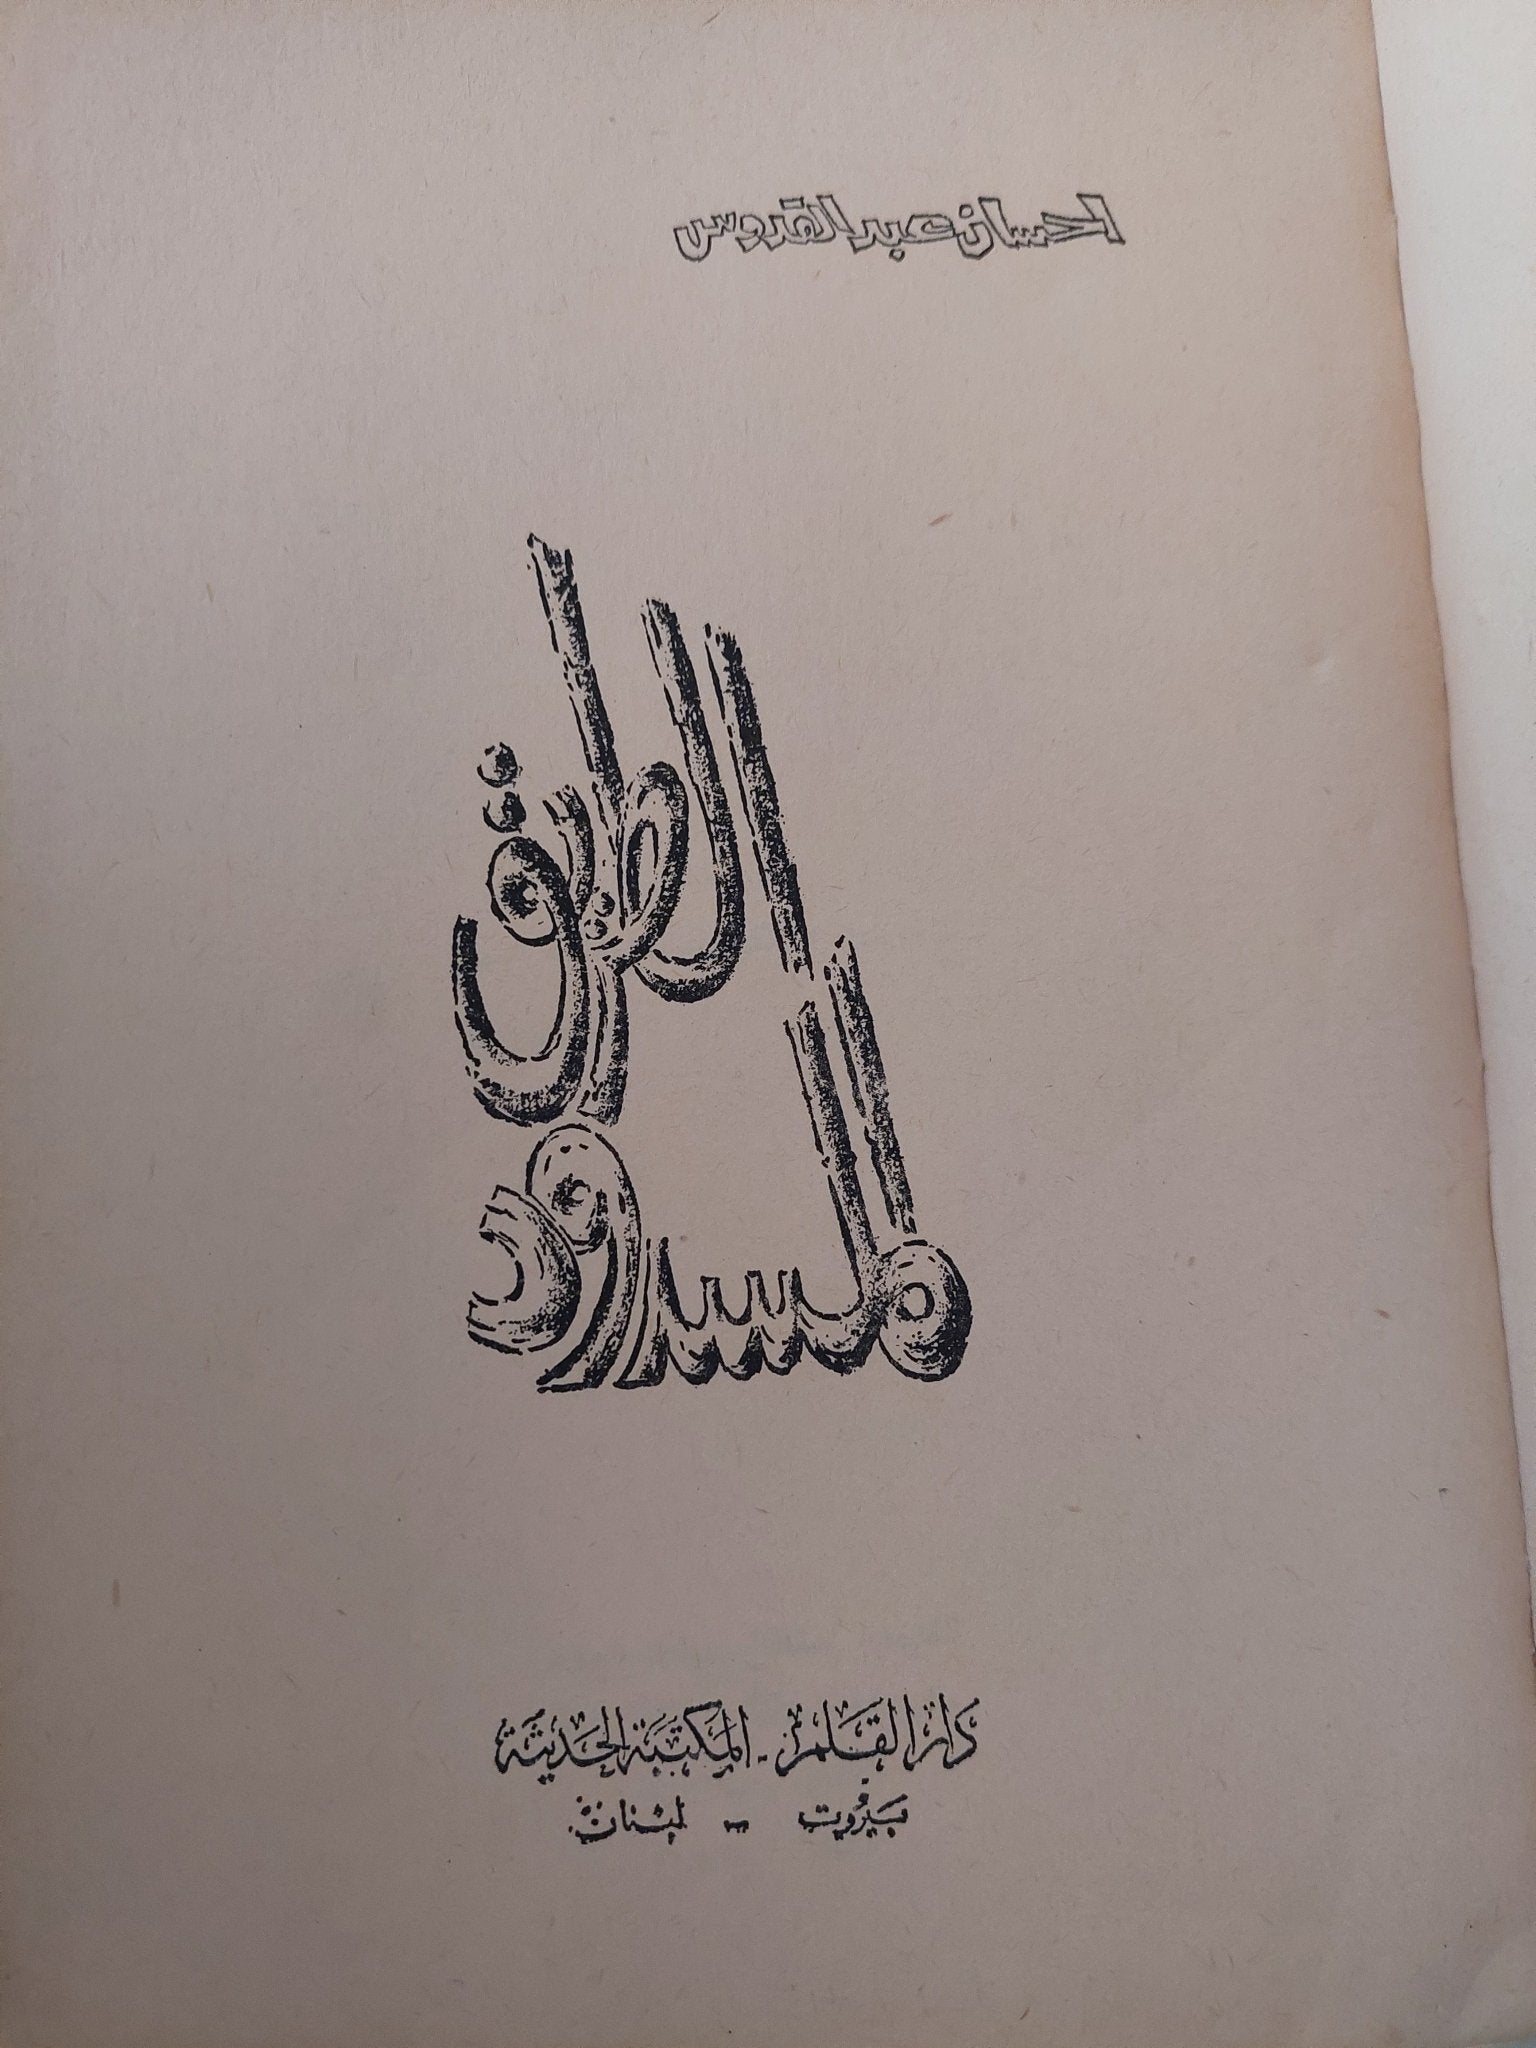 احسان عبد القدوس
الطريق
المسدود
دار القلم - المكتبة الحديثة
بيروت - لبنان